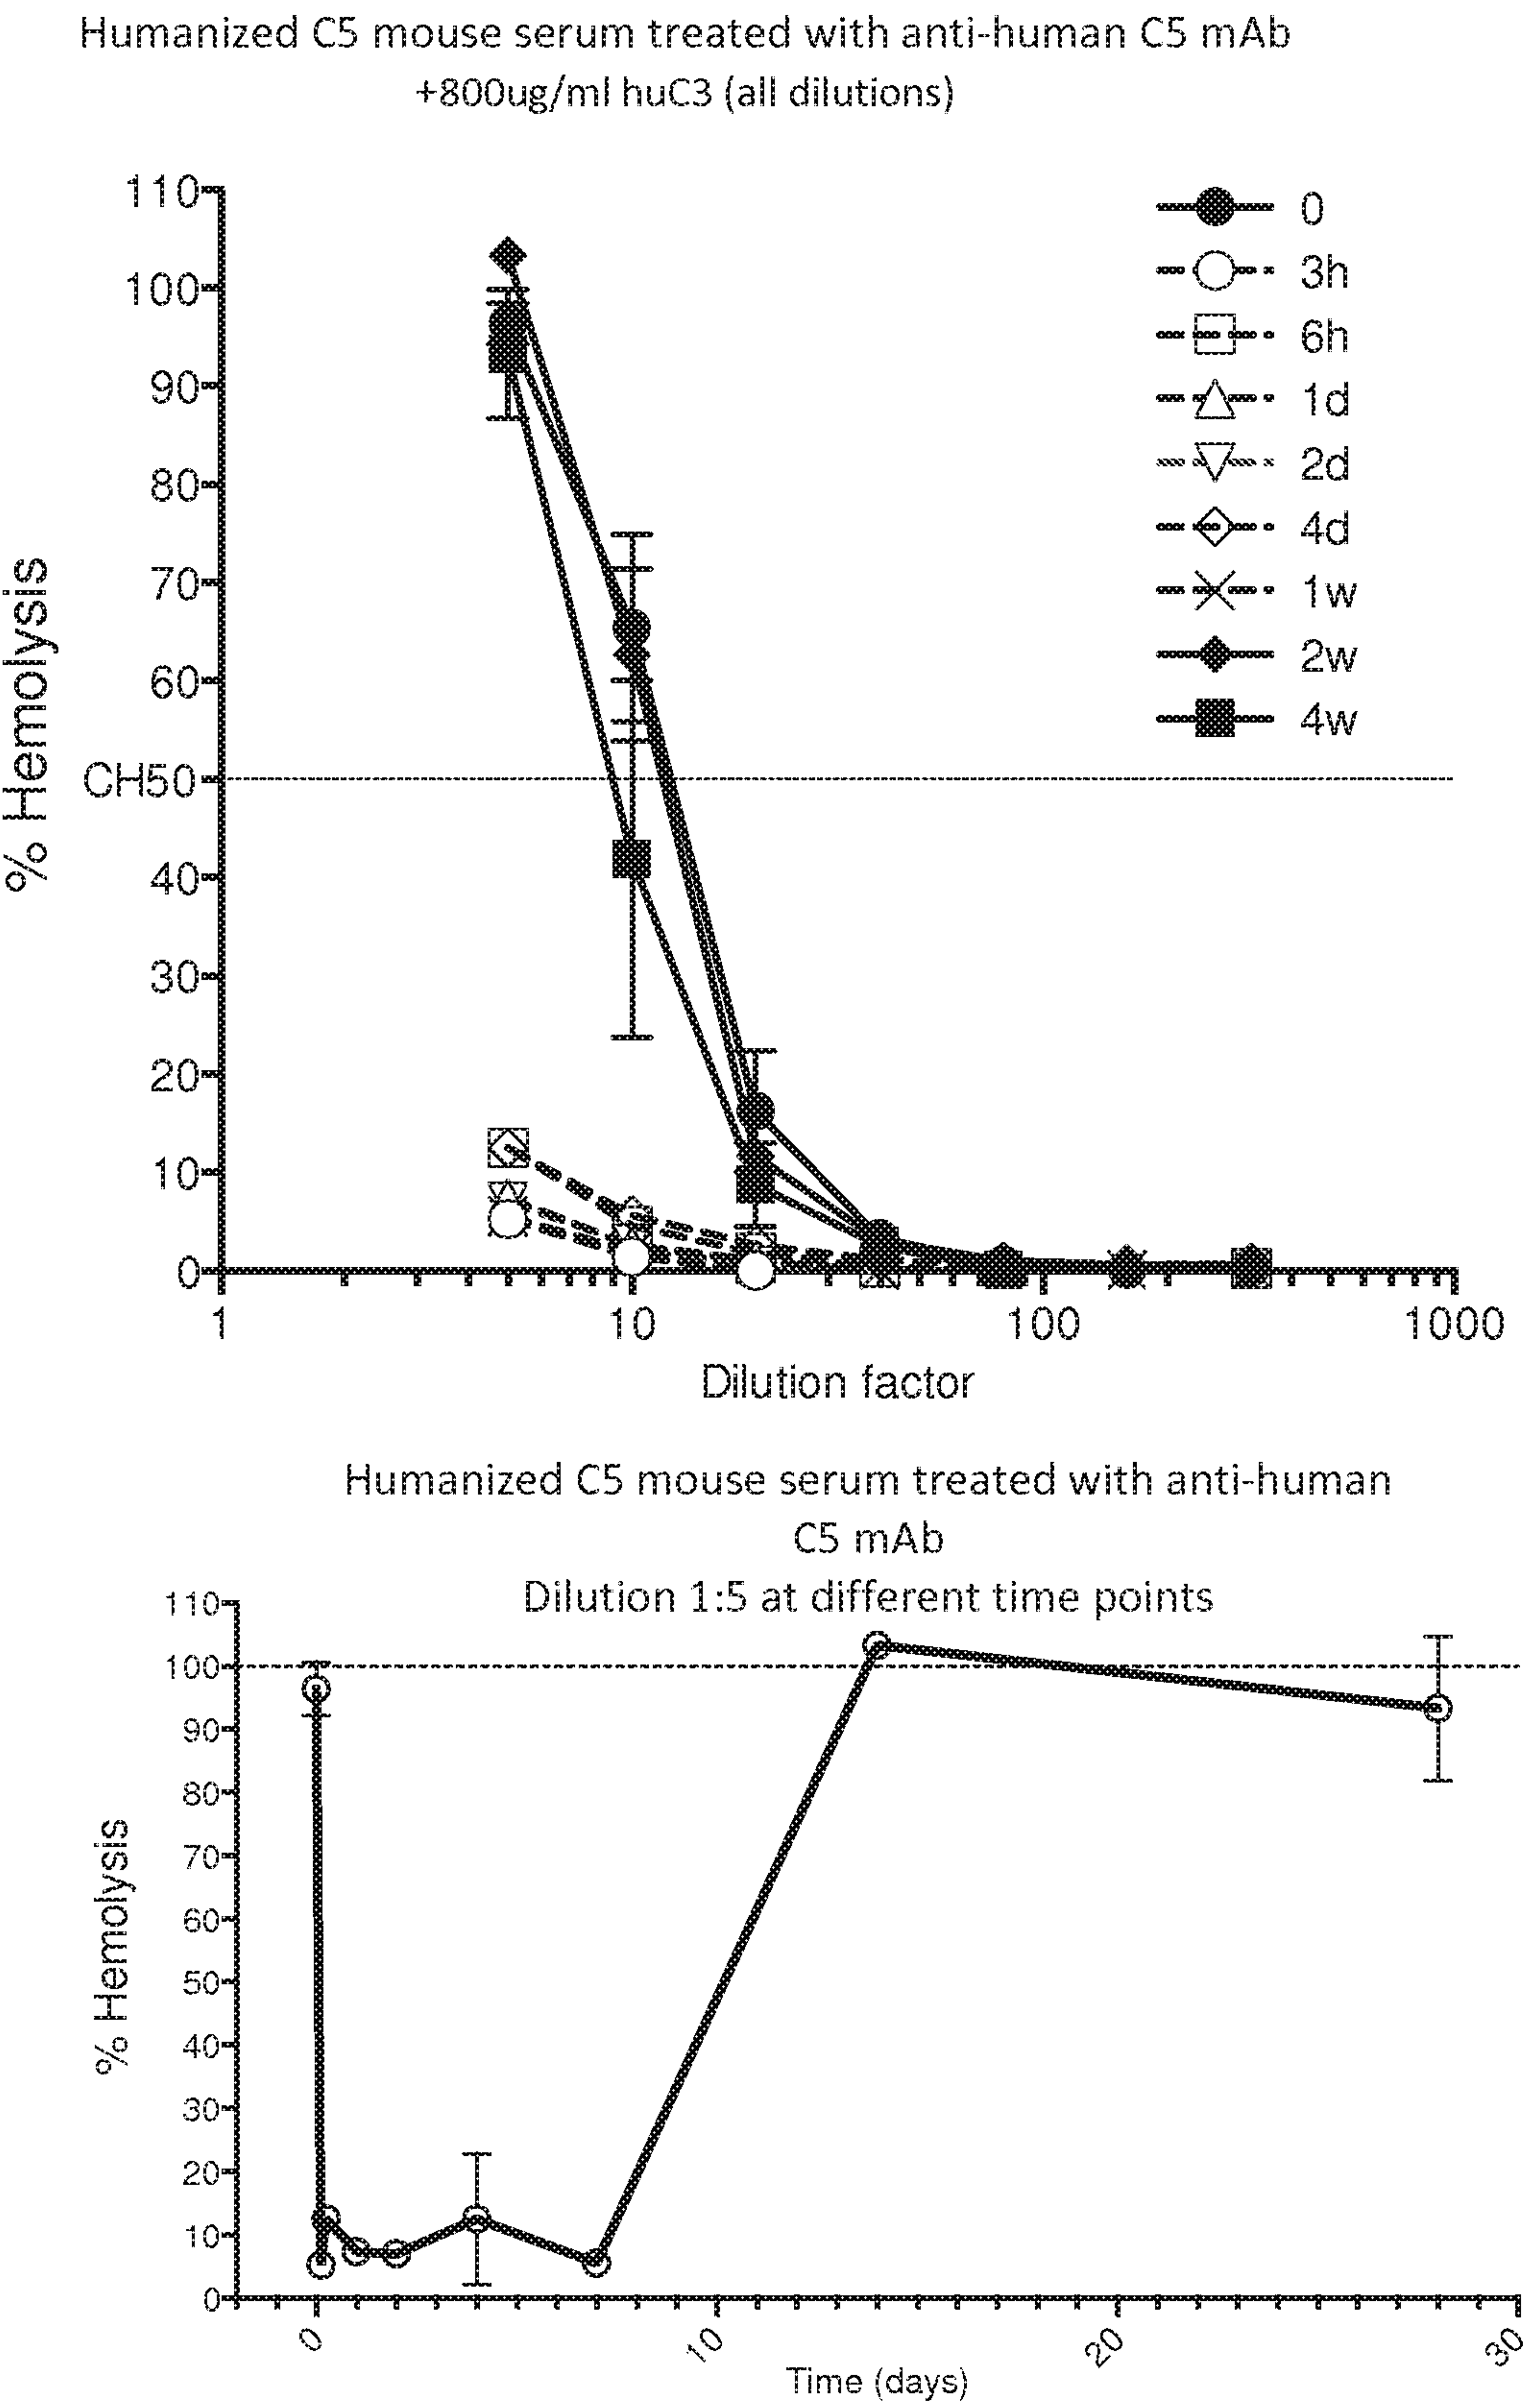 Humanized C5 mouse serum treated with anti-human C5 mAb
+800ug/ml huC3 (all dilutions)
110
100
90
80
70
60
CH50
40
30
20
10
0
% Hemolysis
0
3h
6h
1d
2d
4d
1w
2w
4w
1
10
100
1000
Dilution factor
Humanized C5 mouse serum treated with anti-human
C5 mAb
Dilution 1:5 at different time points
110
100
90
80
70
60
50
40
30
20
10
0
% Hemolysis
0
10
20
30
Time (days)